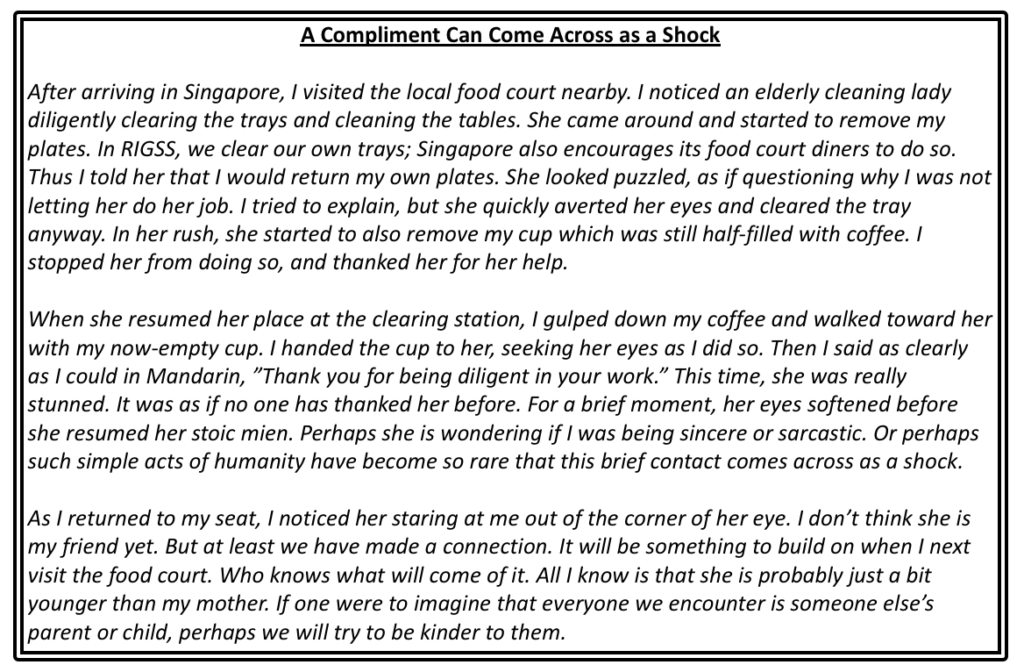 A Compliment Can Come Across as a Shock
After arriving in Singapore, I visited the local food court nearby. I noticed an elderly cleaning lady
diligently clearing the trays and cleaning the tables. She came around and started to remove my
plates. In RIGSS, we clear our own trays; Singapore also encourages its food court diners to do so.
Thus I told her that I would return my own plates. She looked puzzled, as if questioning why I was not
letting her do her job. I tried to explain, but she quickly averted her eyes and cleared the tray
anyway. In her rush, she started to also remove my cup which was still half-filled with coffee. I
stopped her from doing so, and thanked her for her help.
When she resumed her place at the clearing station, I gulped down my coffee and walked toward her
with my now-empty cup. I handed the cup to her, seeking her eyes as I did so. Then I said as clearly
as I could in Mandarin, ”Thank you for being diligent in your work.” This time, she was really
stunned. It was as if no one has thanked her before. For a brief moment, her eyes softened before
she resumed her stoic mien. Perhaps she is wondering if I was being sincere or sarcastic. Or perhaps
such simple acts of humanity have become so rare that this brief contact comes across as a shock.
As I returned to my seat, I noticed her staring at me out of the corner of her eye. I don’t think she is
my friend yet. But at least we have made a connection. It will be something to build on when I next
visit the food court. Who knows what will come of it. All I know is that she is probably just a bit
younger than my mother. If one were to imagine that everyone we encounter is someone else’s
parent or child, perhaps we will try to be kinder to them.